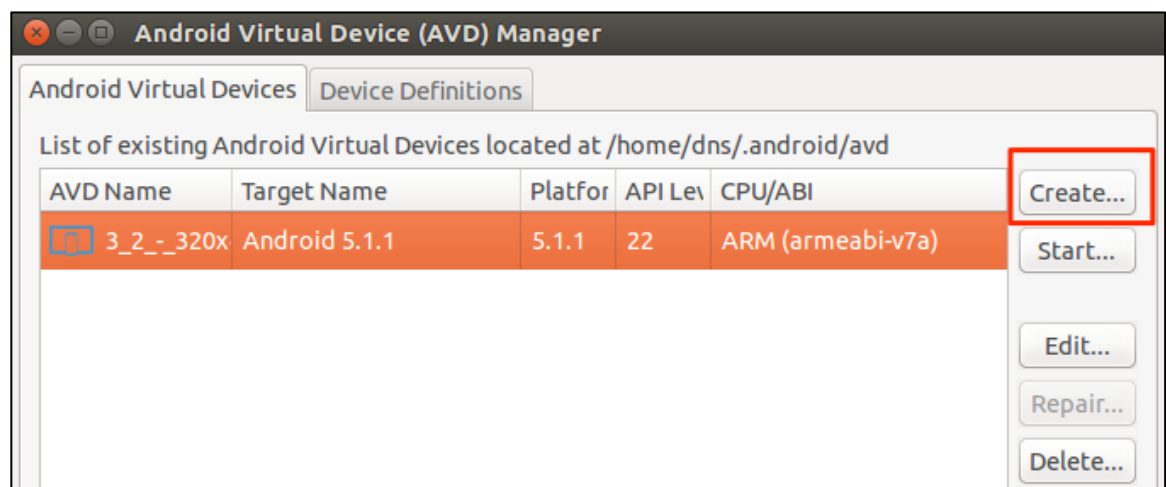 Android Virtual Device (AVD) Manager
Android Virtual Devices Device Definitions
List of existing Android Virtual Devices located at /home/dns/.android/avd
AVD Name Target Name Platfor API Lev CPU/ABI
Create...
3_2_-_320x Android 5.1.1 5.1.1 22 ARM (armeabi-v7a)
Start...
Edit...
Repair...
Delete...